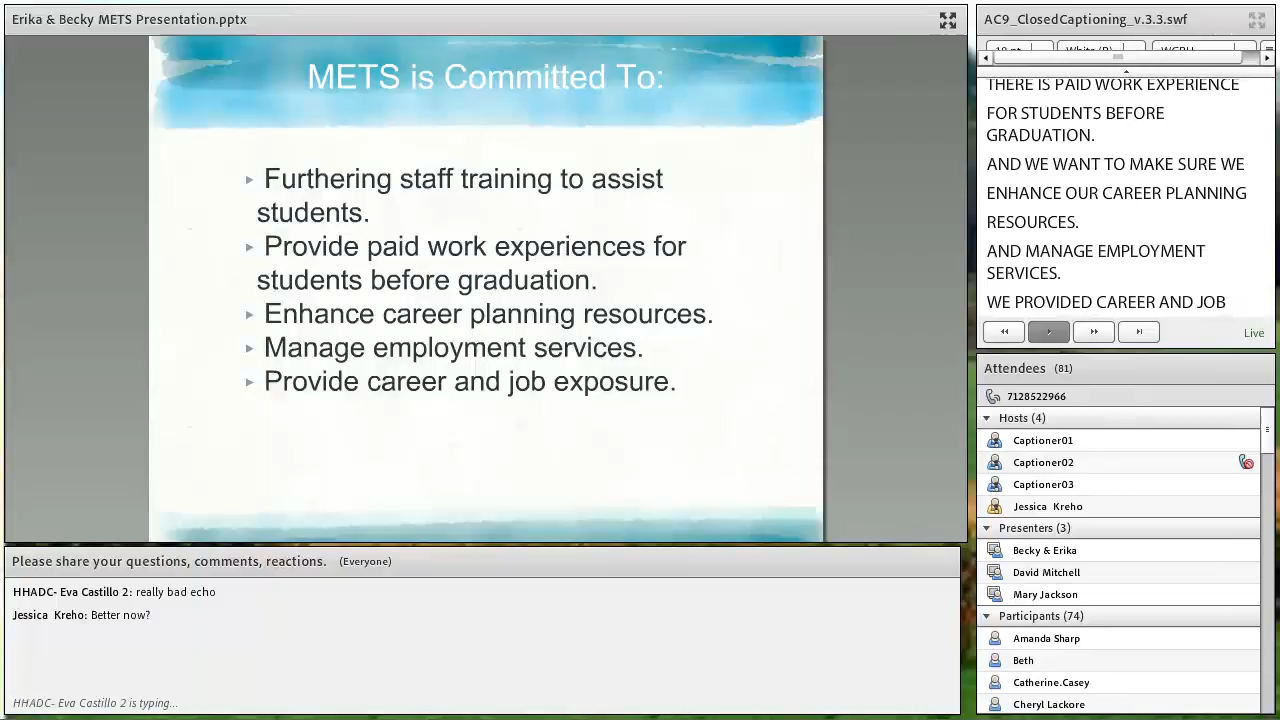 Erika & Becky METS Presentation.pptx
METS is Committed To:
Furthering staff training to assist
students.
Provide paid work experiences for
students before graduation.
Enhance career planning resources.
Manage employment services.
Provide career and job exposure.
Please share your questions, comments, reactions. (Everyone)
HHADC- Eva Castillo 2: really bad echo
Jessica Kreho: Better now?
HHADC- Eva Castillo 2 is typing...
AC9_ClosedCaptioning_v.3.3.swf
THERE IS PAID WORK EXPERIENCE
FOR STUDENTS BEFORE
GRADUATION.
AND WE WANT TO MAKE SURE WE
ENHANCE OUR CAREER PLANNING
RESOURCES.
AND MANAGE EMPLOYMENT
SERVICES.
WE PROVIDED CAREER AND JOB
Live
Attendees (81)
7128522966
Hosts (4)
Captioner01
Captioner02
Captioner03
Jessica Kreho
Presenters (3)
Becky & Erika
David Mitchell
Mary Jackson
Participants (74)
Amanda Sharp
Beth
Catherine.Casey
Cheryl Lackore